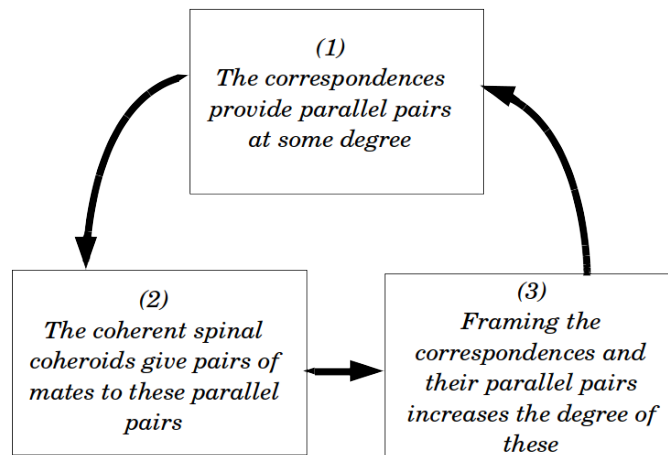 (1)
The correspondences
provide parallel pairs
at some degree
(2)
The coherent spinal
coheroids give pairs of
mates to these parallel
pairs
(3)
Framing the
correspondences and
their parallel pairs
increases the degree of
these